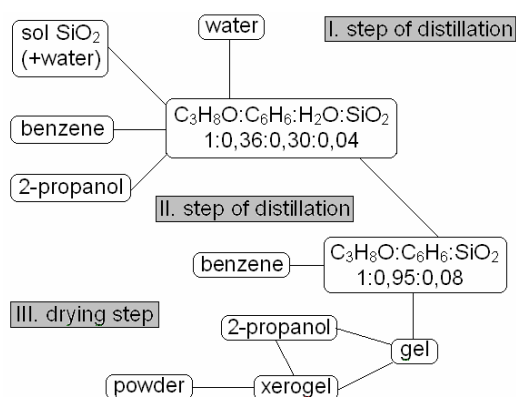 sol SiO₂
(+water)
water
I. step of distillation
C₃H₈O:C₆H₆:H₂O:SiO₂
1:0,36:0,30:0,04
benzene
2-propanol
II. step of distillation
C₃H₈O:C₆H₆:SiO₂
1:0,95:0,08
benzene
III. drying step
2-propanol
gel
powder
xerogel